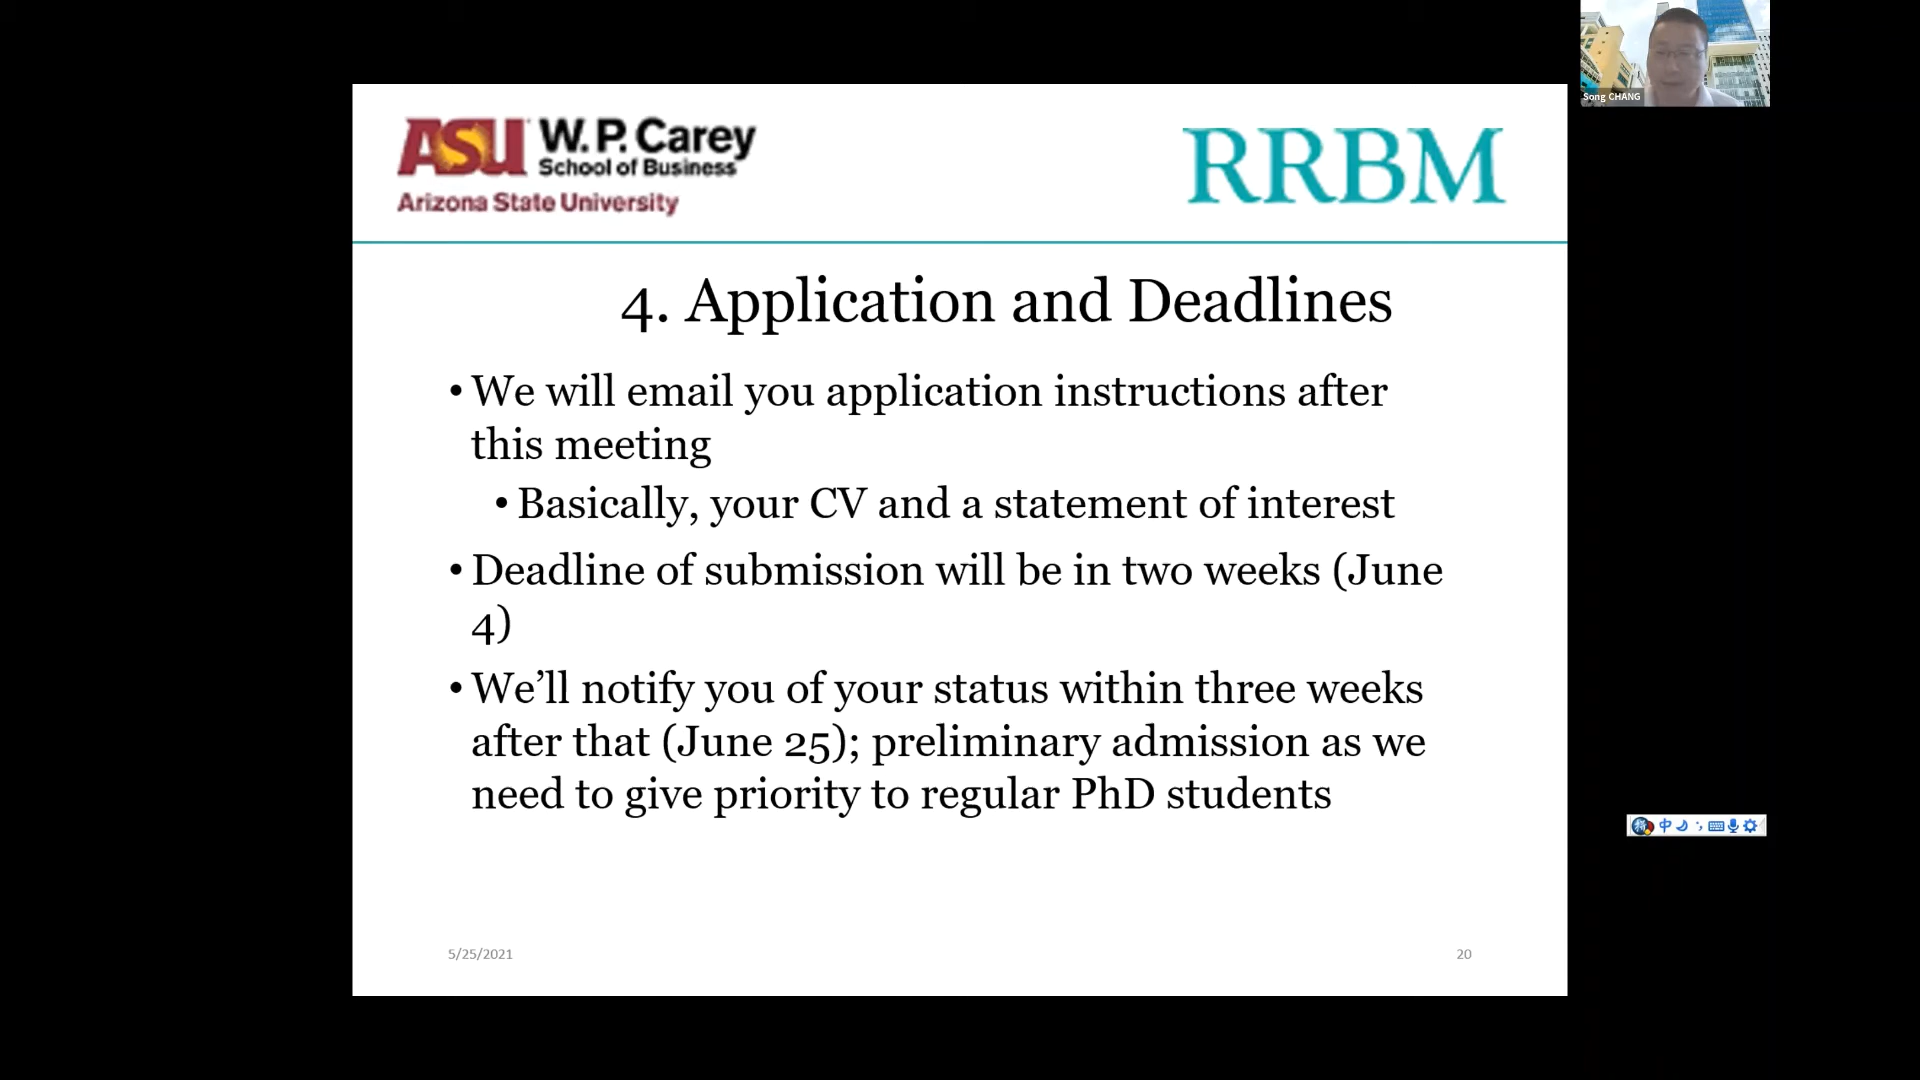 ASU W. P. Carey
School of Business
Arizona State University
RRBM
Song CHANG
4. Application and Deadlines
• We will email you application instructions after
this meeting
• Basically, your CV and a statement of interest
• Deadline of submission will be in two weeks (June
4)
• We’ll notify you of your status within three weeks
after that (June 25); preliminary admission as we
need to give priority to regular PhD students
中
5/25/2021
20